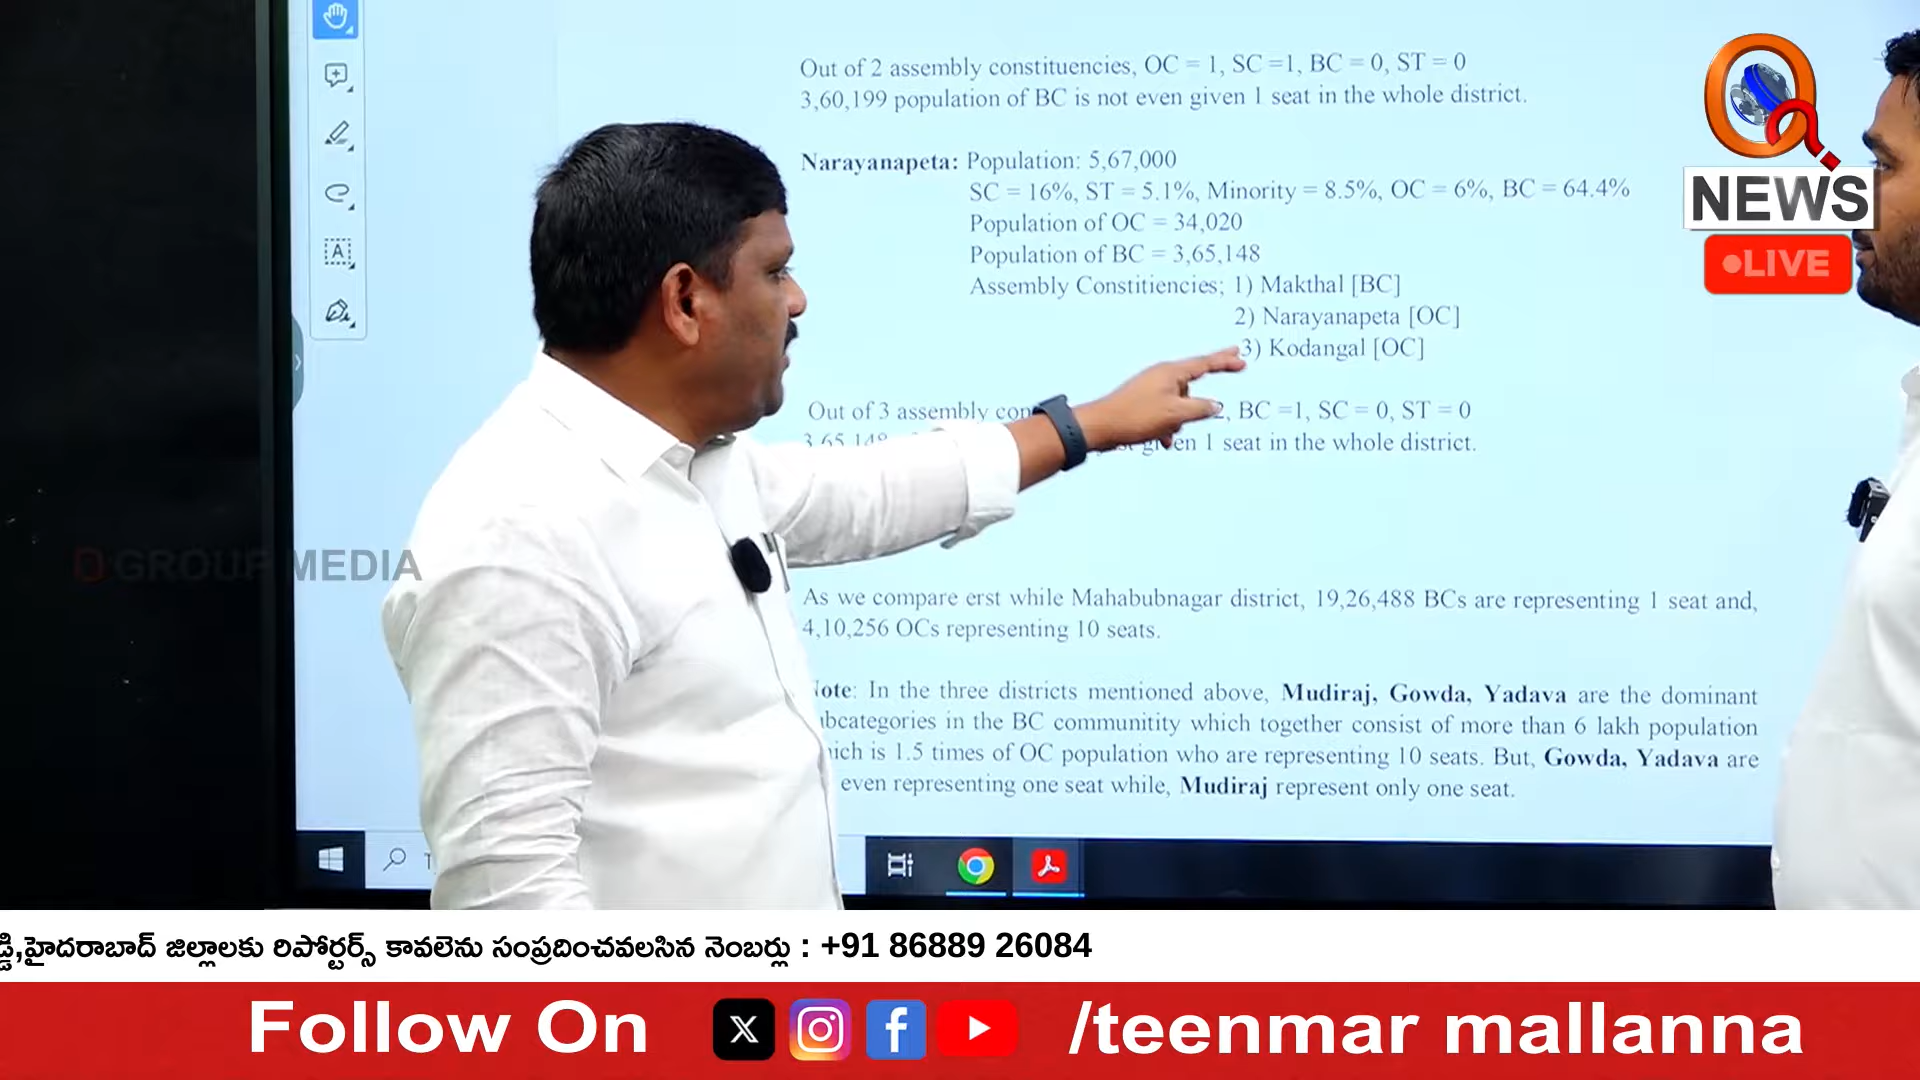 Out of 2 assembly constituencies, OC = 1, SC =1, BC = 0, ST = 0
3,60,199 population of BC is not even given 1 seat in the whole district.
Narayanapeta: Population: 5,67,000
SC = 16%, ST = 5.1%, Minority = 8.5%, OC = 6%, BC = 64.4%
Population of OC = 34,020
Population of BC = 3,65,148
Assembly Constitiencies; 1) Makthal [BC]
2) Narayanapeta [OC]
3) Kodangal [OC]
Out of 3 assembly con 2, BC =1, SC = 0, ST = 0
3,65,148 en 1 seat in the whole district.
As we compare erst while Mahabubnagar district, 19,26,488 BCs are representing 1 seat and,
4,10,256 OCs representing 10 seats.
ote: In the three districts mentioned above, Mudiraj, Gowda, Yadava are the dominant
bcategories in the BC communitity which together consist of more than 6 lakh population
ich is 1.5 times of OC population who are representing 10 seats. But, Gowda, Yadava are
even representing one seat while, Mudiraj represent only one seat.
Q
NEWS
LIVE
Q GROUP MEDIA
డ్డి,హైదరాబాద్ జిల్లాలకు రిపోర్టర్స్ కావలెను సంప్రదించవలసిన నెంబర్లు : +91 86889 26084
Follow On /teenmar mallanna